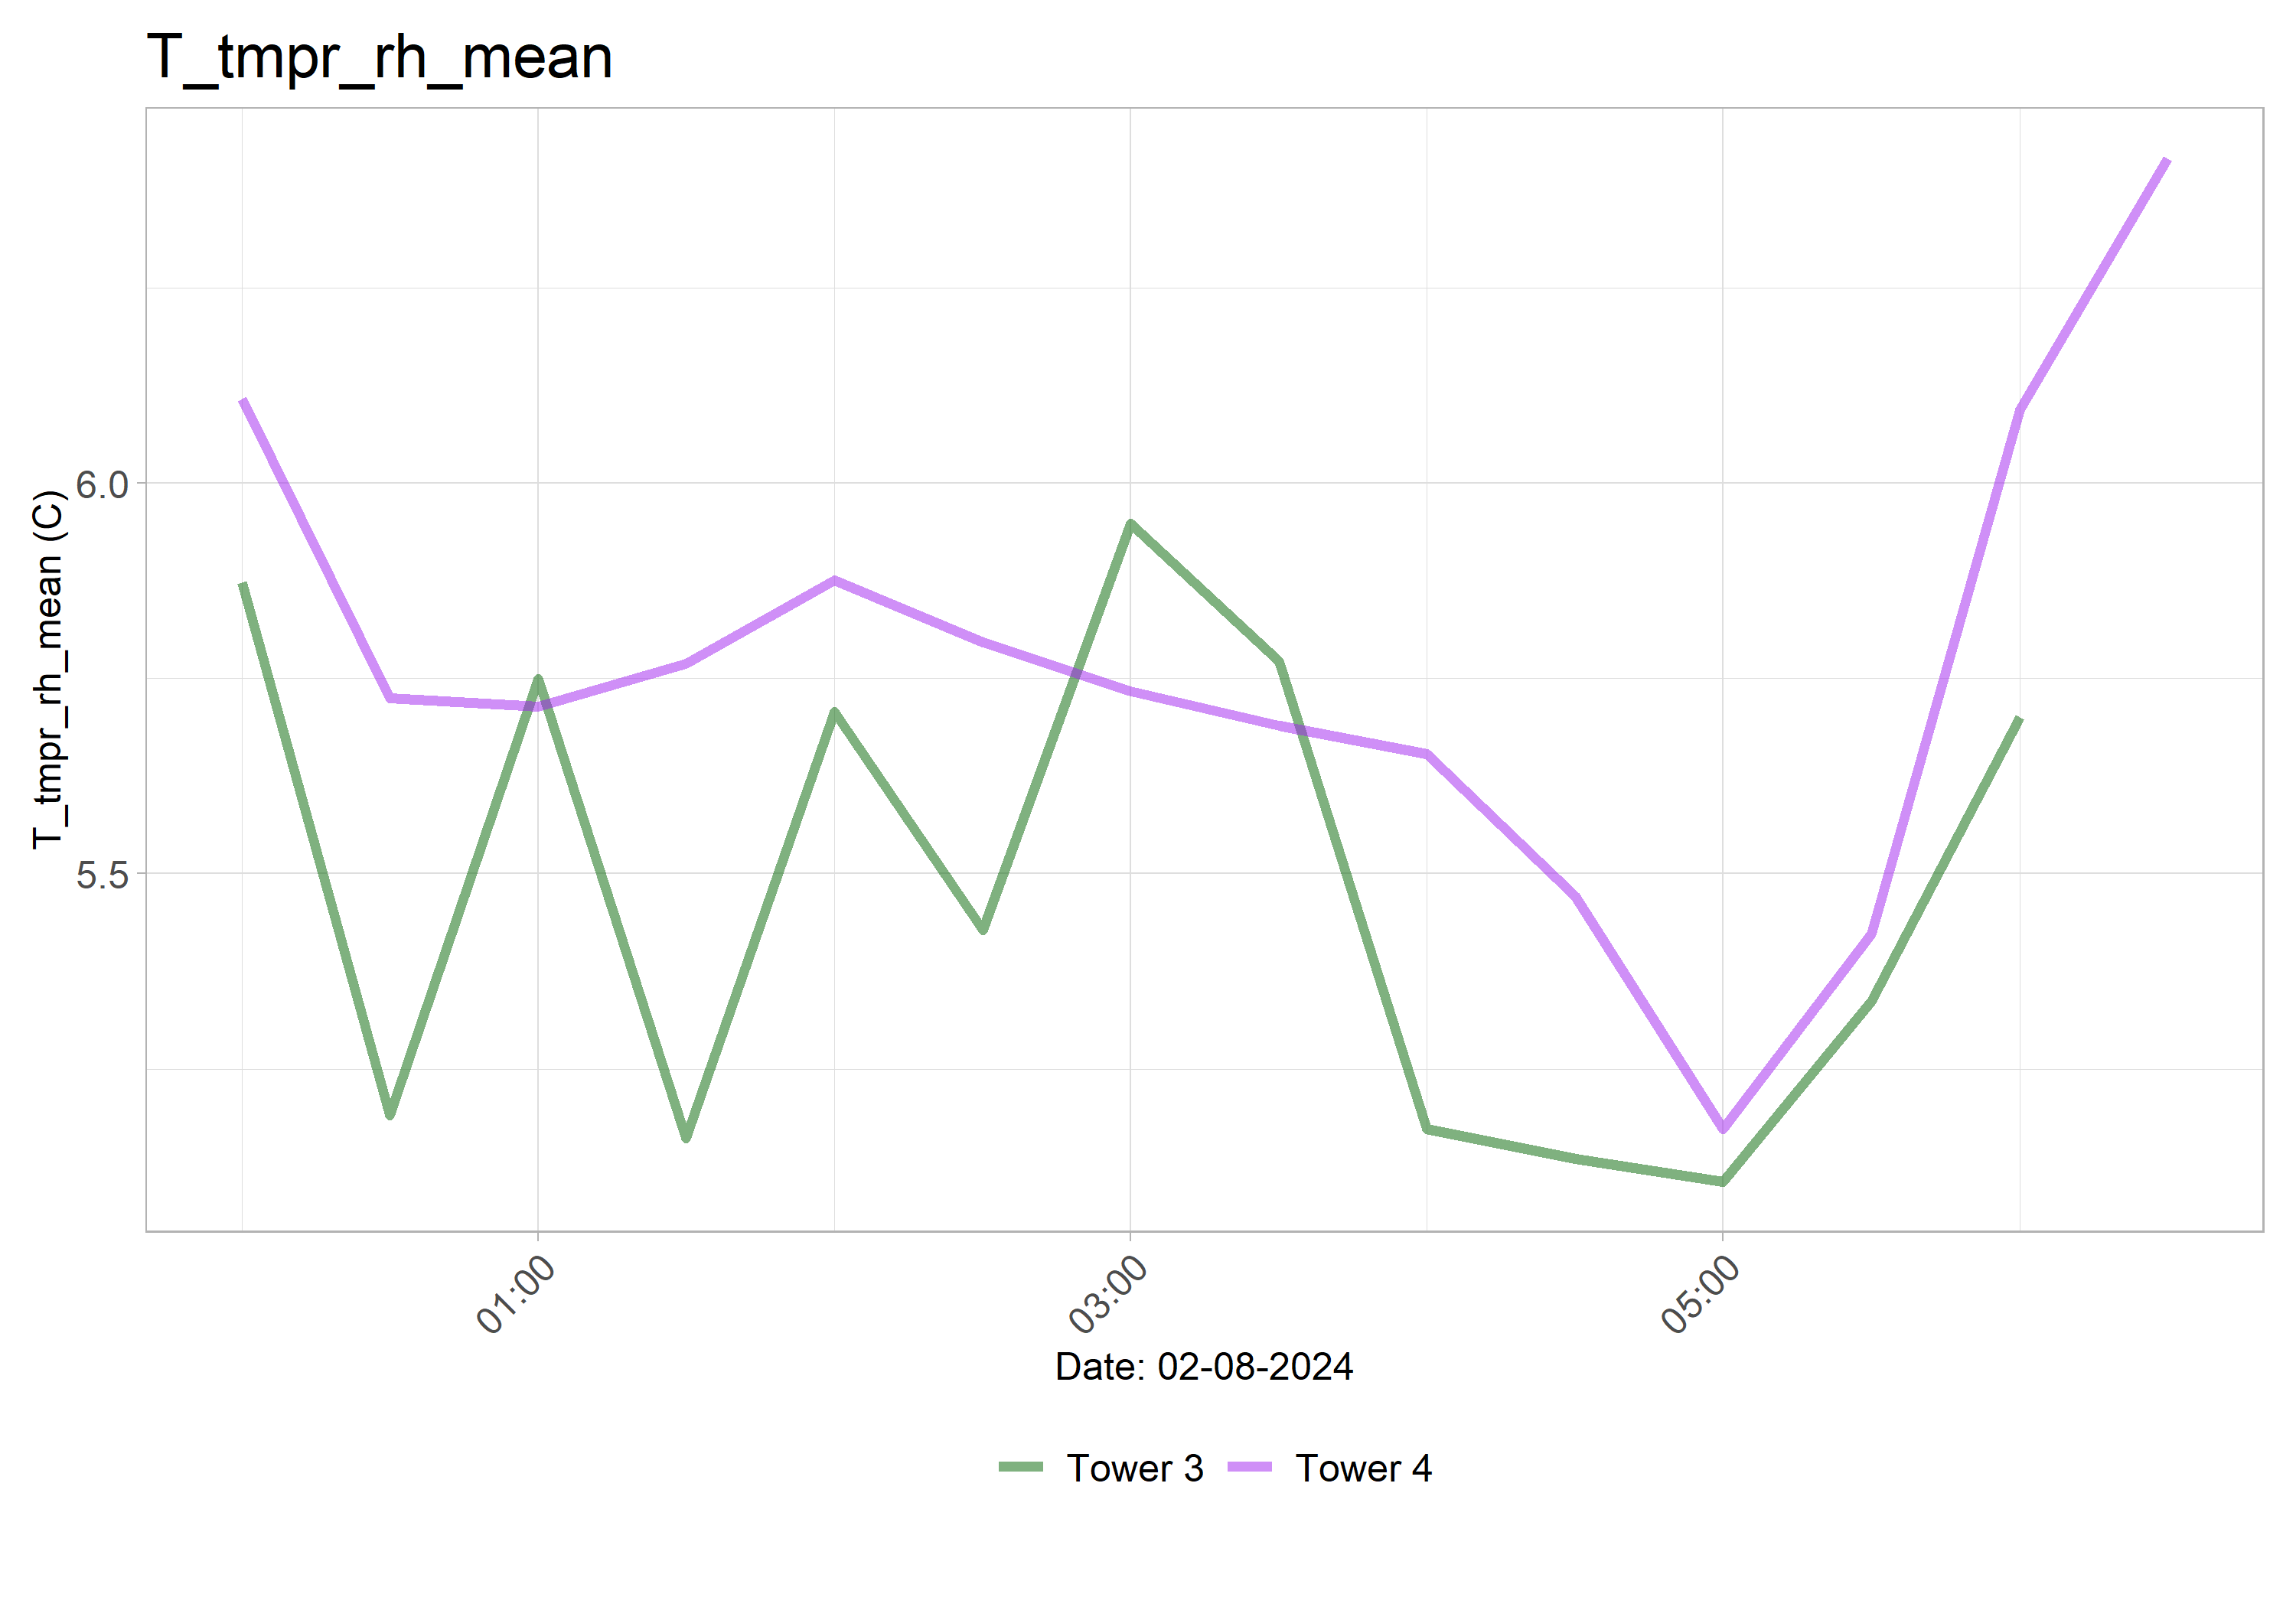 T_tmpr_rh_mean
T_tmpr_rh_mean (C)
6.0
5.5
01:00
03:00
05:00
Date: 02-08-2024
Tower 3
Tower 4